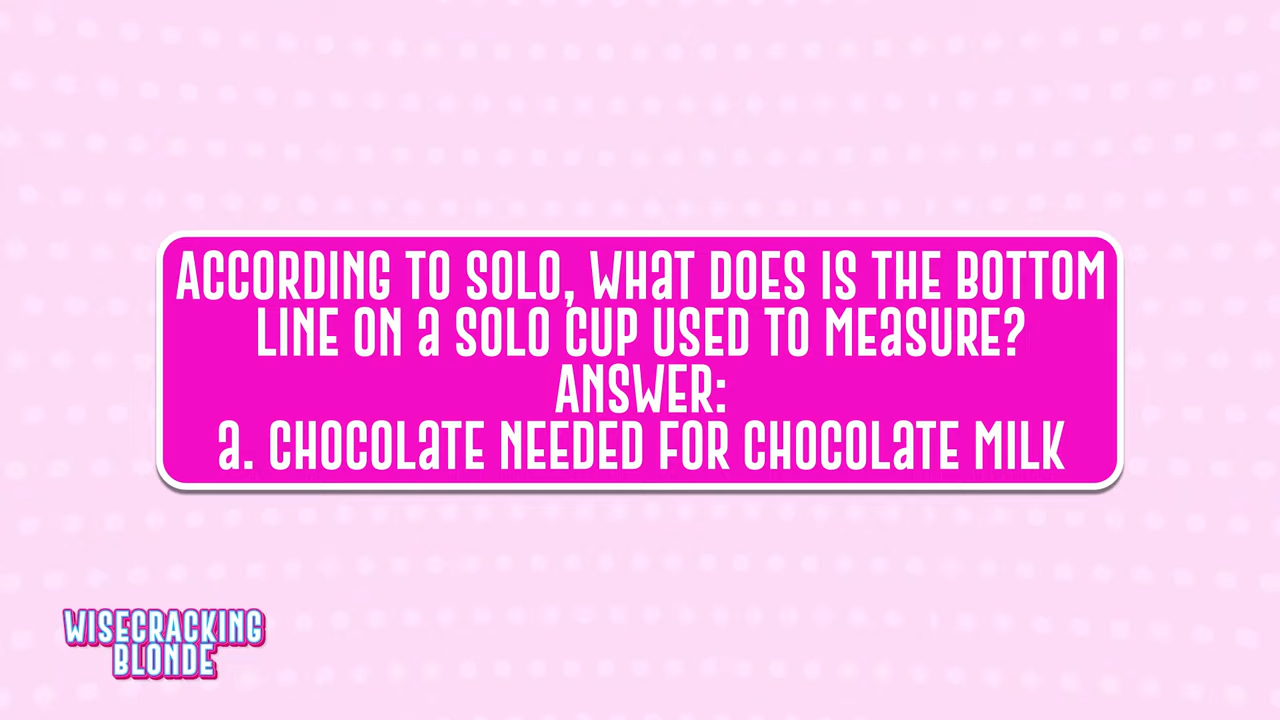 ACCORDING TO SOLO, WHAT DOES IS THE BOTTOM
LINE ON A SOLO CUP USED TO MEASURE?
ANSWER:
A. CHOCOLATE NEEDED FOR CHOCOLATE MILK
WISECRACKING
BLONDE